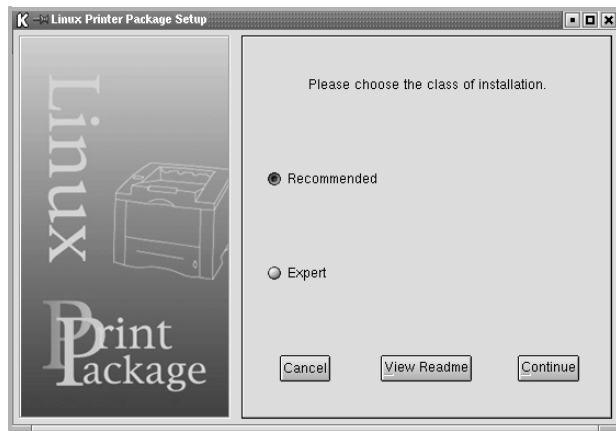 Linux Printer Package Setup
Linux
Print
Package
Please choose the class of installation.
Recommended
Expert
Cancel
View Readme
Continue